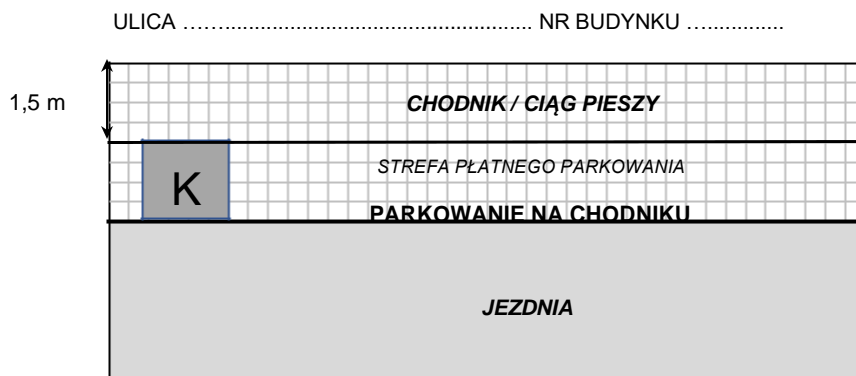 ULICA ........................................................... NR BUDYNKU ................
1,5 m
CHODNIK / CIĄG PIESZY
STREFA PŁATNEGO PARKOWANIA
K
PARKOWANIE NA CHODNIKU
JEZDNIA